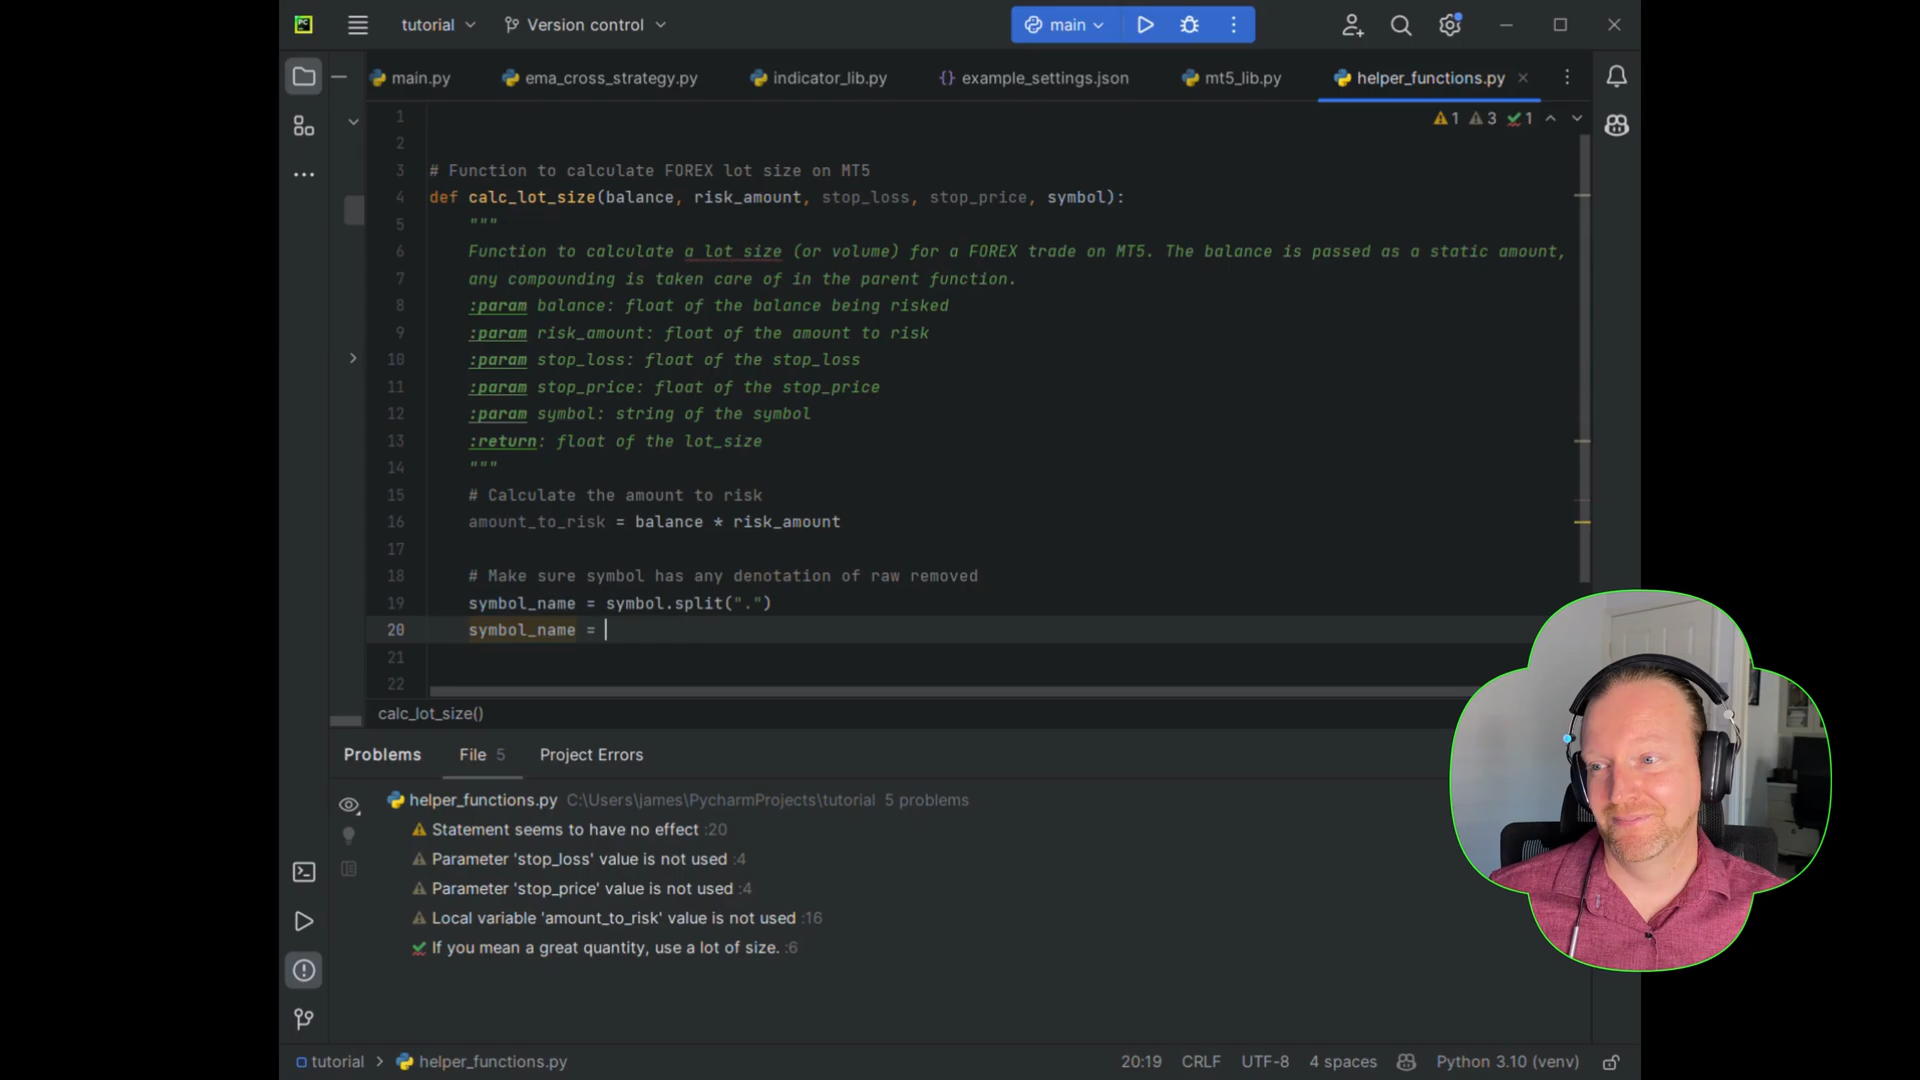 PC
tutorial
Version control
main
main.py
ema_cross_strategy.py
indicator_lib.py
{} example_settings.json
mt5_lib.py
helper_functions.py
1 3 1
1
2
3 # Function to calculate FOREX lot size on MT5
4 def calc_lot_size(balance, risk_amount, stop_loss, stop_price, symbol):
5 """
6 Function to calculate a lot size (or volume) for a FOREX trade on MT5. The balance is passed as a static amount,
7 any compounding is taken care of in the parent function.
8 :param balance: float of the balance being risked
9 :param risk_amount: float of the amount to risk
10 :param stop_loss: float of the stop_loss
11 :param stop_price: float of the stop_price
12 :param symbol: string of the symbol
13 :return: float of the lot_size
14 """
15 # Calculate the amount to risk
16 amount_to_risk = balance * risk_amount
17
18 # Make sure symbol has any denotation of raw removed
19 symbol_name = symbol.split(".")
20 symbol_name =
21
22
calc_lot_size()
Problems File 5 Project Errors
helper_functions.py C:\Users\james\PycharmProjects\tutorial 5 problems
Statement seems to have no effect :20
Parameter 'stop_loss' value is not used :4
Parameter 'stop_price' value is not used :4
Local variable 'amount_to_risk' value is not used :16
If you mean a great quantity, use a lot of size. :6
tutorial > helper_functions.py
20:19 CRLF UTF-8 4 spaces Python 3.10 (venv)